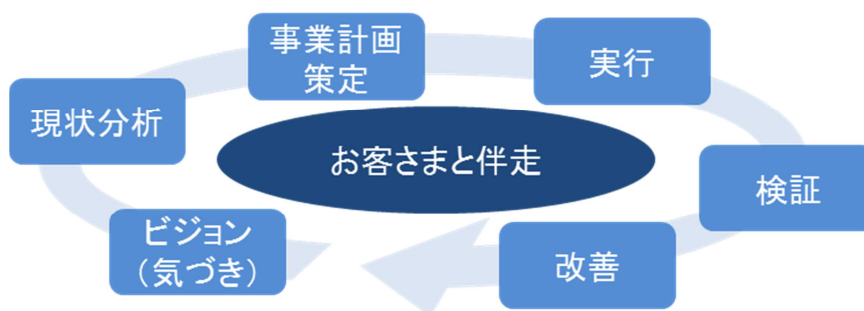 事業計画
策定
実行
現状分析
お客さまと伴走
検証
ビジョン
（気づき）
改善